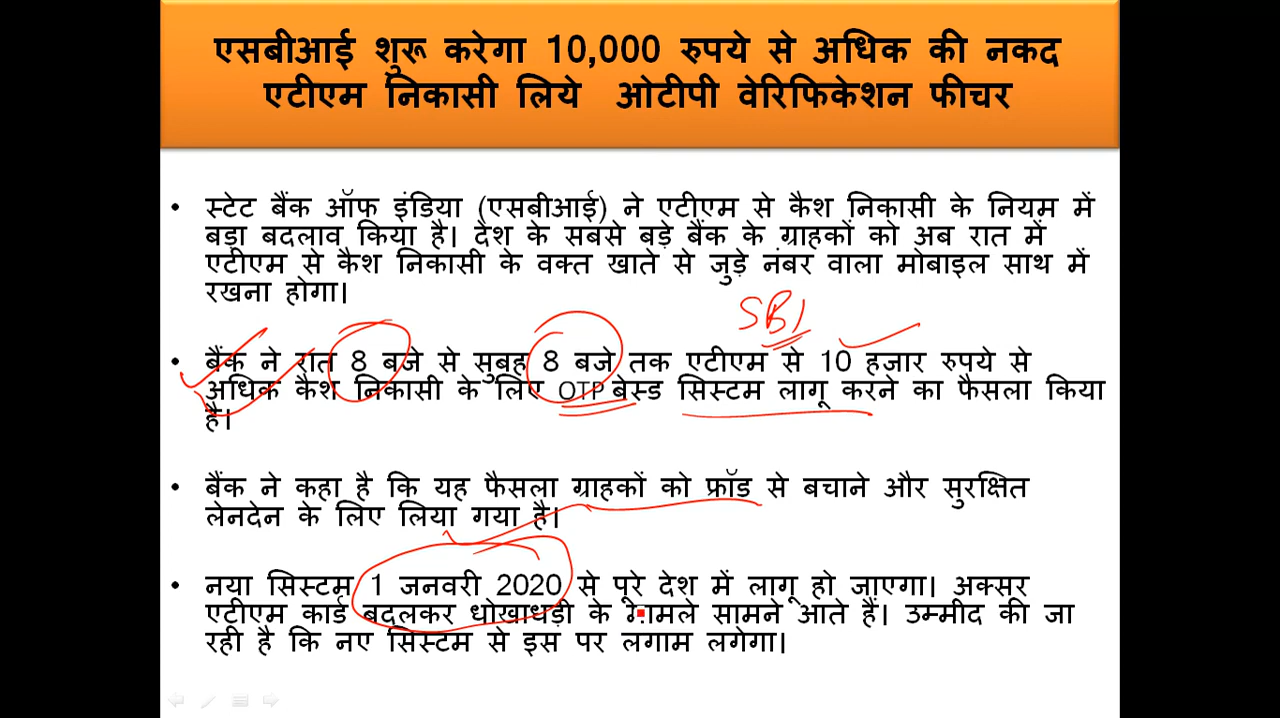 एसबीआई शुरू करेगा 10,000 रुपये से अधिक की नकद
एटीएम निकासी लिये ओटीपी वेरिफिकेशन फीचर
• स्टेट बैंक ऑफ इंडिया (एसबीआई) ने एटीएम से कैश निकासी के नियम में
बड़ा बदलाव किया है। देश के सबसे बड़े बैंक के ग्राहकों को अब रात में
एटीएम से कैश निकासी के वक्त खाते से जुड़े नंबर वाला मोबाइल साथ में
रखना होगा।
SBI
• बैंक ने रात 8 बजे से सुबह 8 बजे तक एटीएम से 10 हजार रुपये से
अधिक कैश निकासी के लिए OTP बेस्ड सिस्टम लागू करने का फैसला किया
है।
• बैंक ने कहा है कि यह फैसला ग्राहकों को फ्रॉड से बचाने और सुरक्षित
लेनदेन के लिए लिया गया है।
• नया सिस्टम 1 जनवरी 2020 से पूरे देश में लागू हो जाएगा। अक्सर
एटीएम कार्ड बदलकर धोखाधड़ी के मामले सामने आते हैं। उम्मीद की जा
रही है कि नए सिस्टम से इस पर लगाम लगेगा।